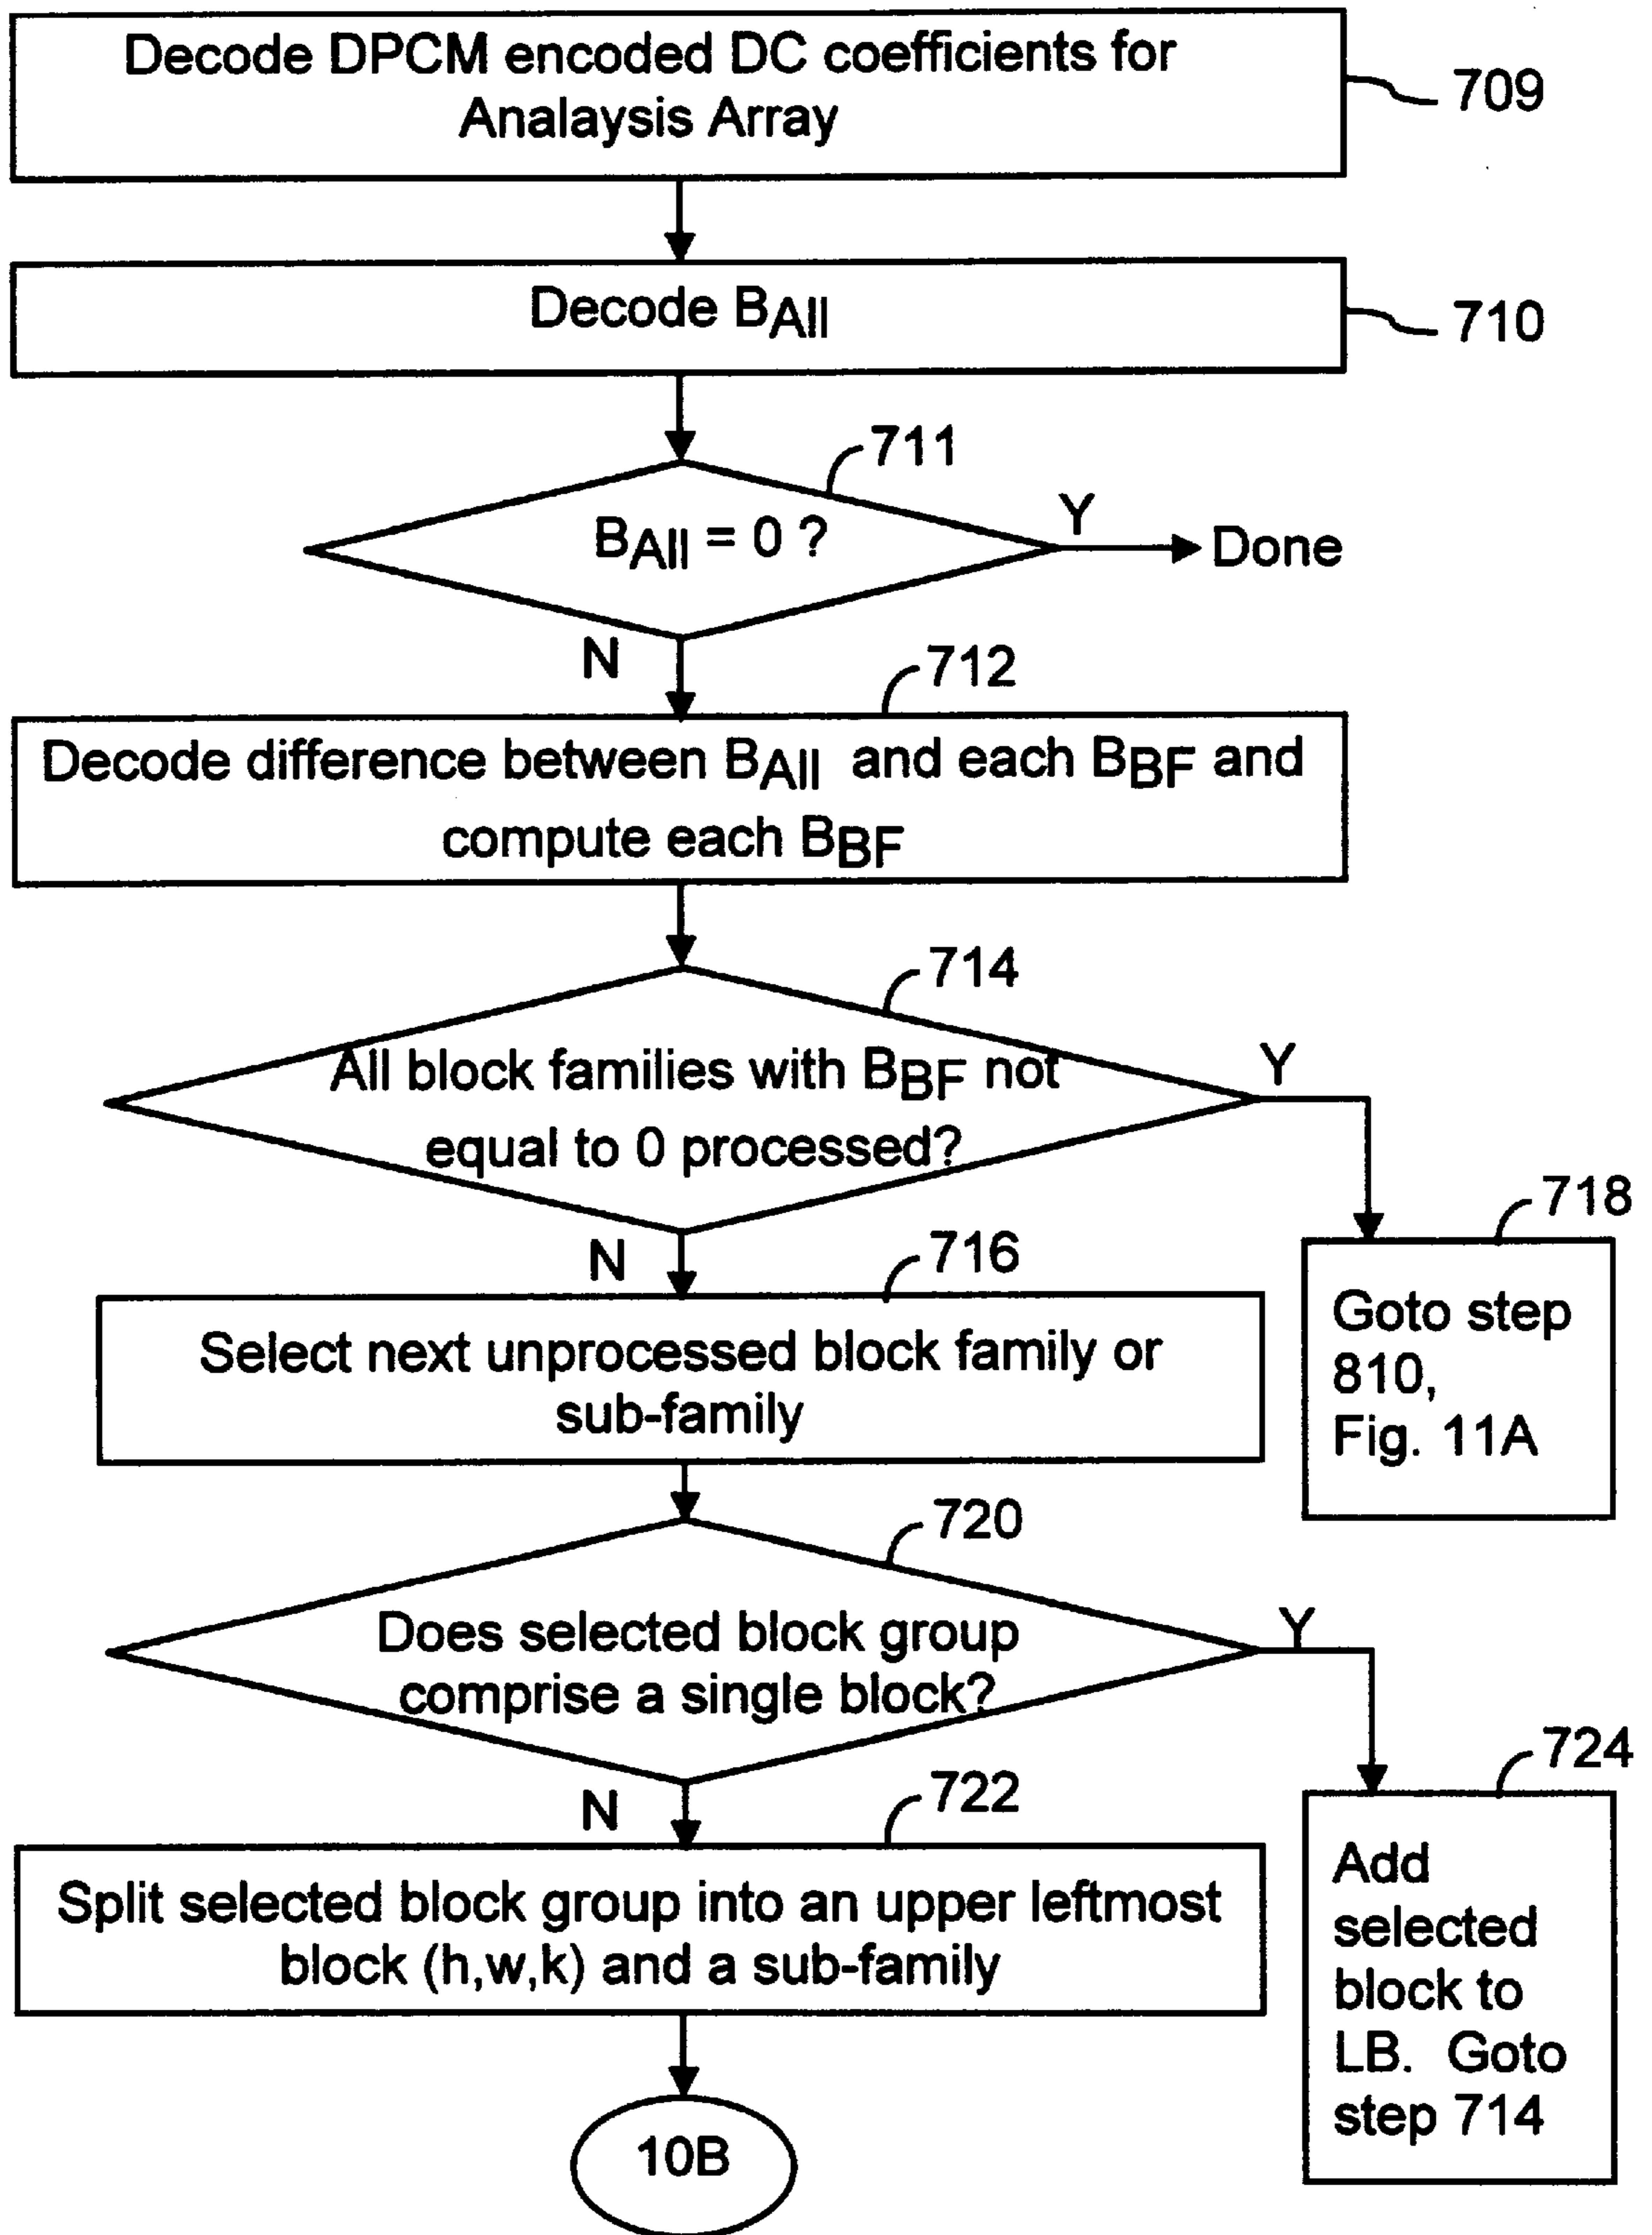 Decode DPCM encoded DC coefficients for
Analaysis Array
709
Decode BAll
710
711
BAll = 0 ?
Y
Done
N
712
Decode difference between BAll and each BBF and
compute each BBF
714
All block families with BBF not
equal to 0 processed?
Y
718
Goto step
810,
Fig. 11A
N
716
Select next unprocessed block family or
sub-family
720
Does selected block group
comprise a single block?
Y
724
Add
selected
block to
LB. Goto
step 714
N
722
Split selected block group into an upper leftmost
block (h,w,k) and a sub-family
10B